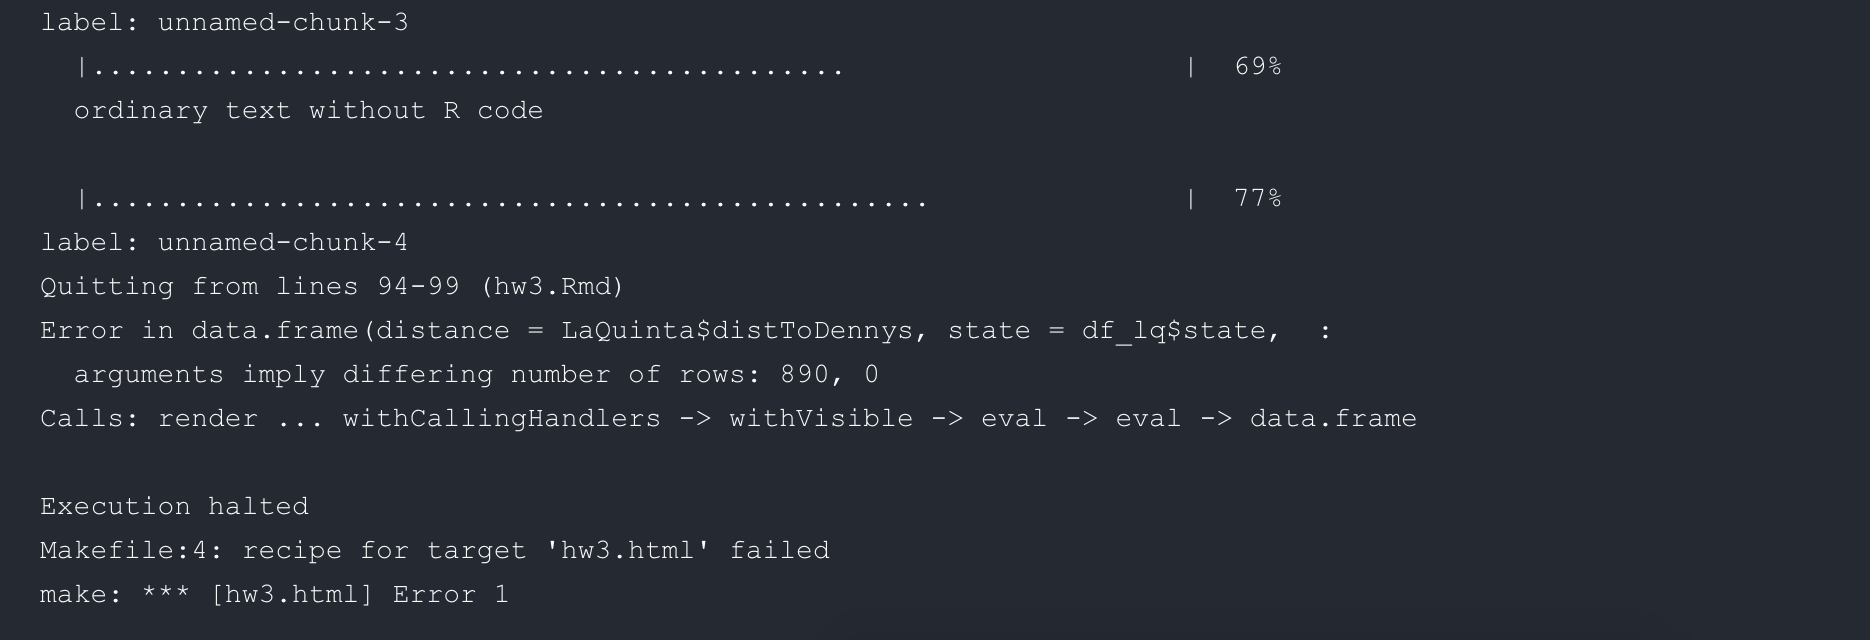 label: unnamed-chunk-3
  |.............................................                    |  69%
  ordinary text without R code

  |..................................................               |  77%
label: unnamed-chunk-4
Quitting from lines 94-99 (hw3.Rmd)
Error in data.frame(distance = LaQuinta$distToDennys, state = df_lq$state,  :
  arguments imply differing number of rows: 890, 0
Calls: render ... withCallingHandlers -> withVisible -> eval -> eval -> data.frame

Execution halted
Makefile:4: recipe for target 'hw3.html' failed
make: *** [hw3.html] Error 1